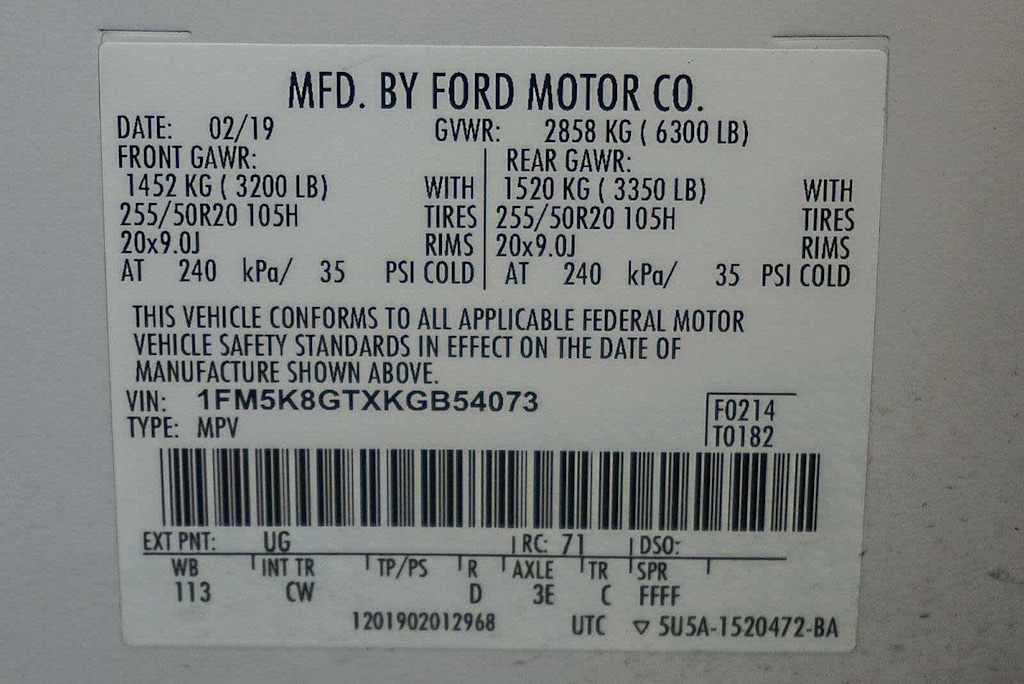 MFD. BY FORD MOTOR CO.
DATE: 02/19 GVWR: 2858 KG ( 6300 LB)
FRONT GAWR: REAR GAWR:
1452 KG ( 3200 LB) WITH 1520 KG ( 3350 LB) WITH
255/50R20 105H TIRES 255/50R20 105H TIRES
20x9.0J RIMS 20x9.0J RIMS
AT 240 kPa/ 35 PSI COLD AT 240 kPa/ 35 PSI COLD
THIS VEHICLE CONFORMS TO ALL APPLICABLE FEDERAL MOTOR
VEHICLE SAFETY STANDARDS IN EFFECT ON THE DATE OF
MANUFACTURE SHOWN ABOVE.
VIN: 1FM5K8GTXKGB54073 F0214
TYPE: MPV T0182
EXT PNT: UG RC: 71 DSO:
WB INT TR TP/PS R AXLE TR SPR
113 CW D 3E C FFFF
1201902012968 UTC ▽ 5U5A-1520472-BA